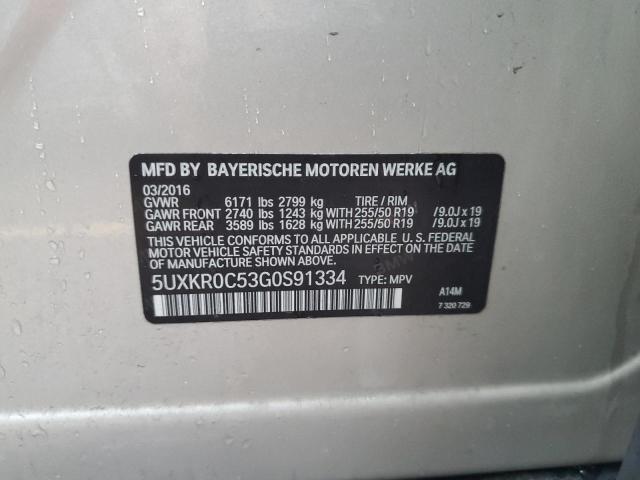 MFD BY BAYERISCHE MOTOREN WERKE AG
03/2016
GVWR 6171 lbs 2799 kg TIRE / RIM
GAWR FRONT 2740 lbs 1243 kg WITH 255/50 R19 /9.0J x 19
GAWR REAR 3589 lbs 1628 kg WITH 255/50 R19 /9.0J x 19
THIS VEHICLE CONFORMS TO ALL APPLICABLE U. S. FEDERAL
MOTOR VEHICLE SAFETY STANDARDS IN EFFECT ON THE DATE
OF MANUFACTURE SHOWN ABOVE.
5UXKR0C53G0S91334 TYPE: MPV
A14M
7 320 729